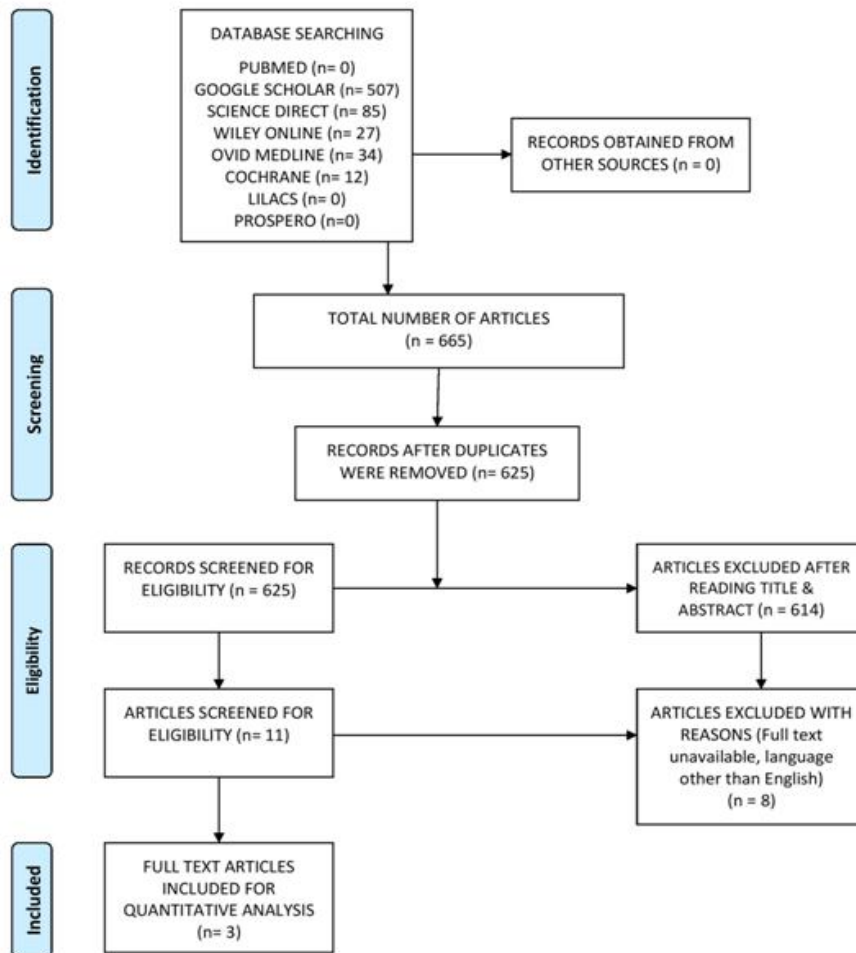 Identification
DATABASE SEARCHING
PUBMED (n= 0)
GOOGLE SCHOLAR (n= 507)
SCIENCE DIRECT (n= 85)
WILEY ONLINE (n= 27)
OVID MEDLINE (n= 34)
COCHRANE (n= 12)
LILACS (n= 0)
PROSPERO (n=0)
RECORDS OBTAINED FROM
OTHER SOURCES (n = 0)
Screening
TOTAL NUMBER OF ARTICLES
(n = 665)
RECORDS AFTER DUPLICATES
WERE REMOVED (n= 625)
Eligibility
RECORDS SCREENED FOR
ELIGIBILITY (n = 625)
ARTICLES EXCLUDED AFTER
READING TITLE &
ABSTRACT (n = 614)
ARTICLES SCREENED FOR
ELIGIBILITY (n= 11)
ARTICLES EXCLUDED WITH
REASONS (Full text
unavailable, language
other than English)
(n = 8)
Included
FULL TEXT ARTICLES
INCLUDED FOR
QUANTITATIVE ANALYSIS
(n= 3)